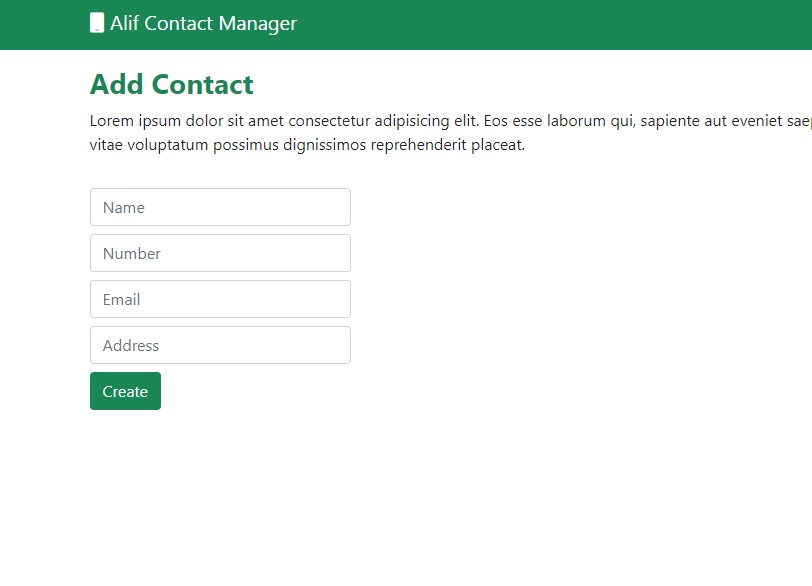 Alif Contact Manager
Add Contact
Lorem ipsum dolor sit amet consectetur adipisicing elit. Eos esse laborum qui, sapiente aut eveniet
vitae voluptatum possimus dignissimos reprehenderit placeat.
Name
Number
Email
Address
Create